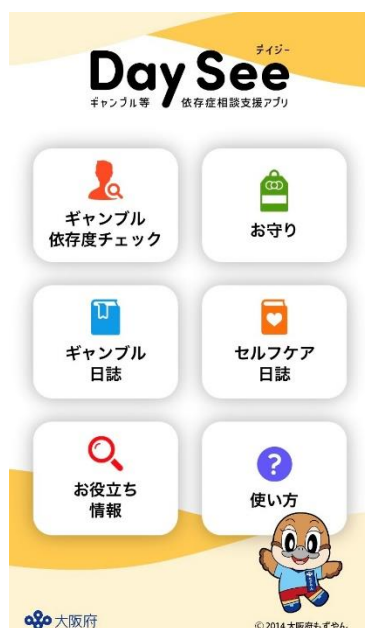 デイジー
Day See
ギャンブル等 依存症相談支援アプリ
ギャンブル
依存度チェック
お守り
ギャンブル
日誌
セルフケア
日誌
お役立ち
情報
使い方
大阪府
© 2014 大阪府もずやん